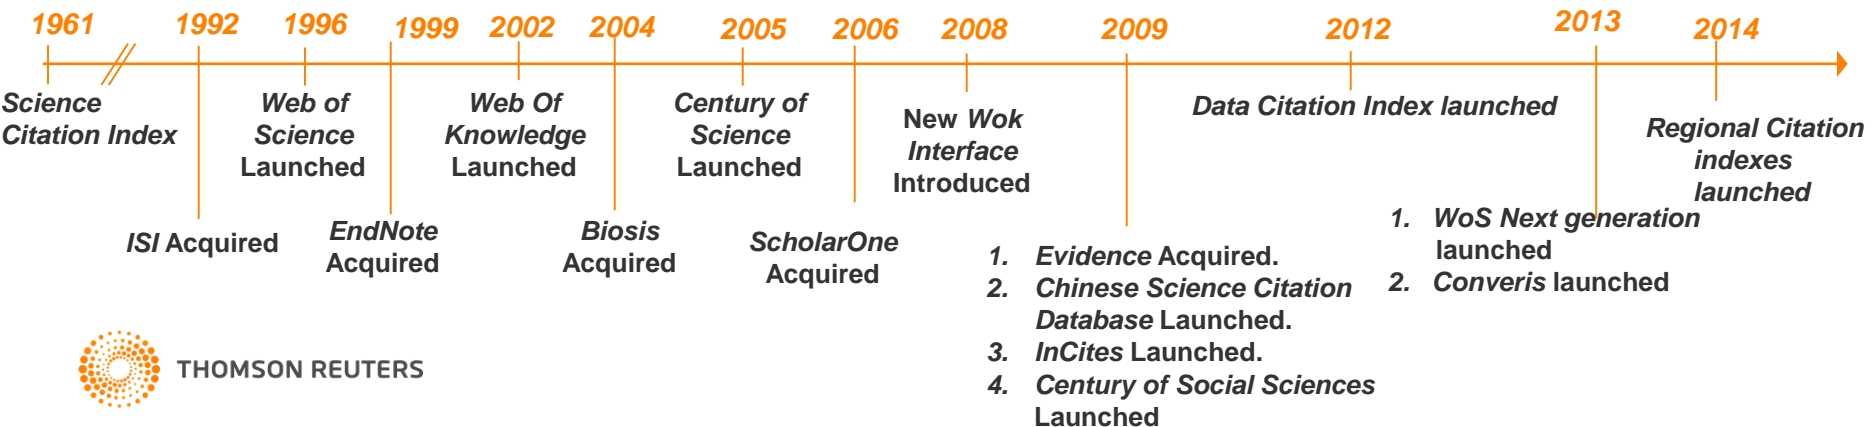 1961
1992
1996
1999
2002
2004
2005
2006
2008
2009
2012
2013
2014
Science
Citation Index
ISI Acquired
Web of
Science
Launched
EndNote
Acquired
Web Of
Knowledge
Launched
Biosis
Acquired
Century of
Science
Launched
ScholarOne
Acquired
New Wok
Interface
Introduced
1. Evidence Acquired.
2. Chinese Science Citation
Database Launched.
3. InCites Launched.
4. Century of Social Sciences
Launched
Data Citation Index launched
1. WoS Next generation
launched
2. Converis launched
Regional Citation
indexes
launched
THOMSON REUTERS